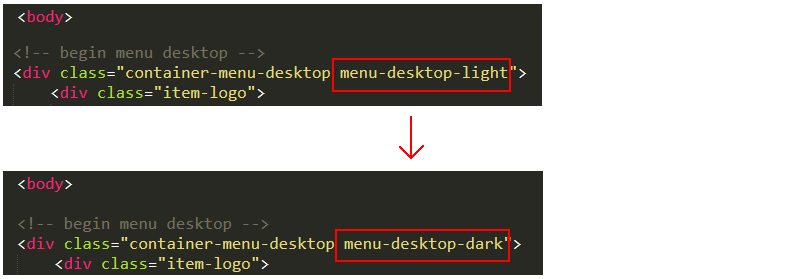 <body>
<!-- begin menu desktop -->
<div class="container-menu-desktop menu-desktop-light">
<div class="item-logo">
<body>
<!-- begin menu desktop -->
<div class="container-menu-desktop menu-desktop-dark">
<div class="item-logo">